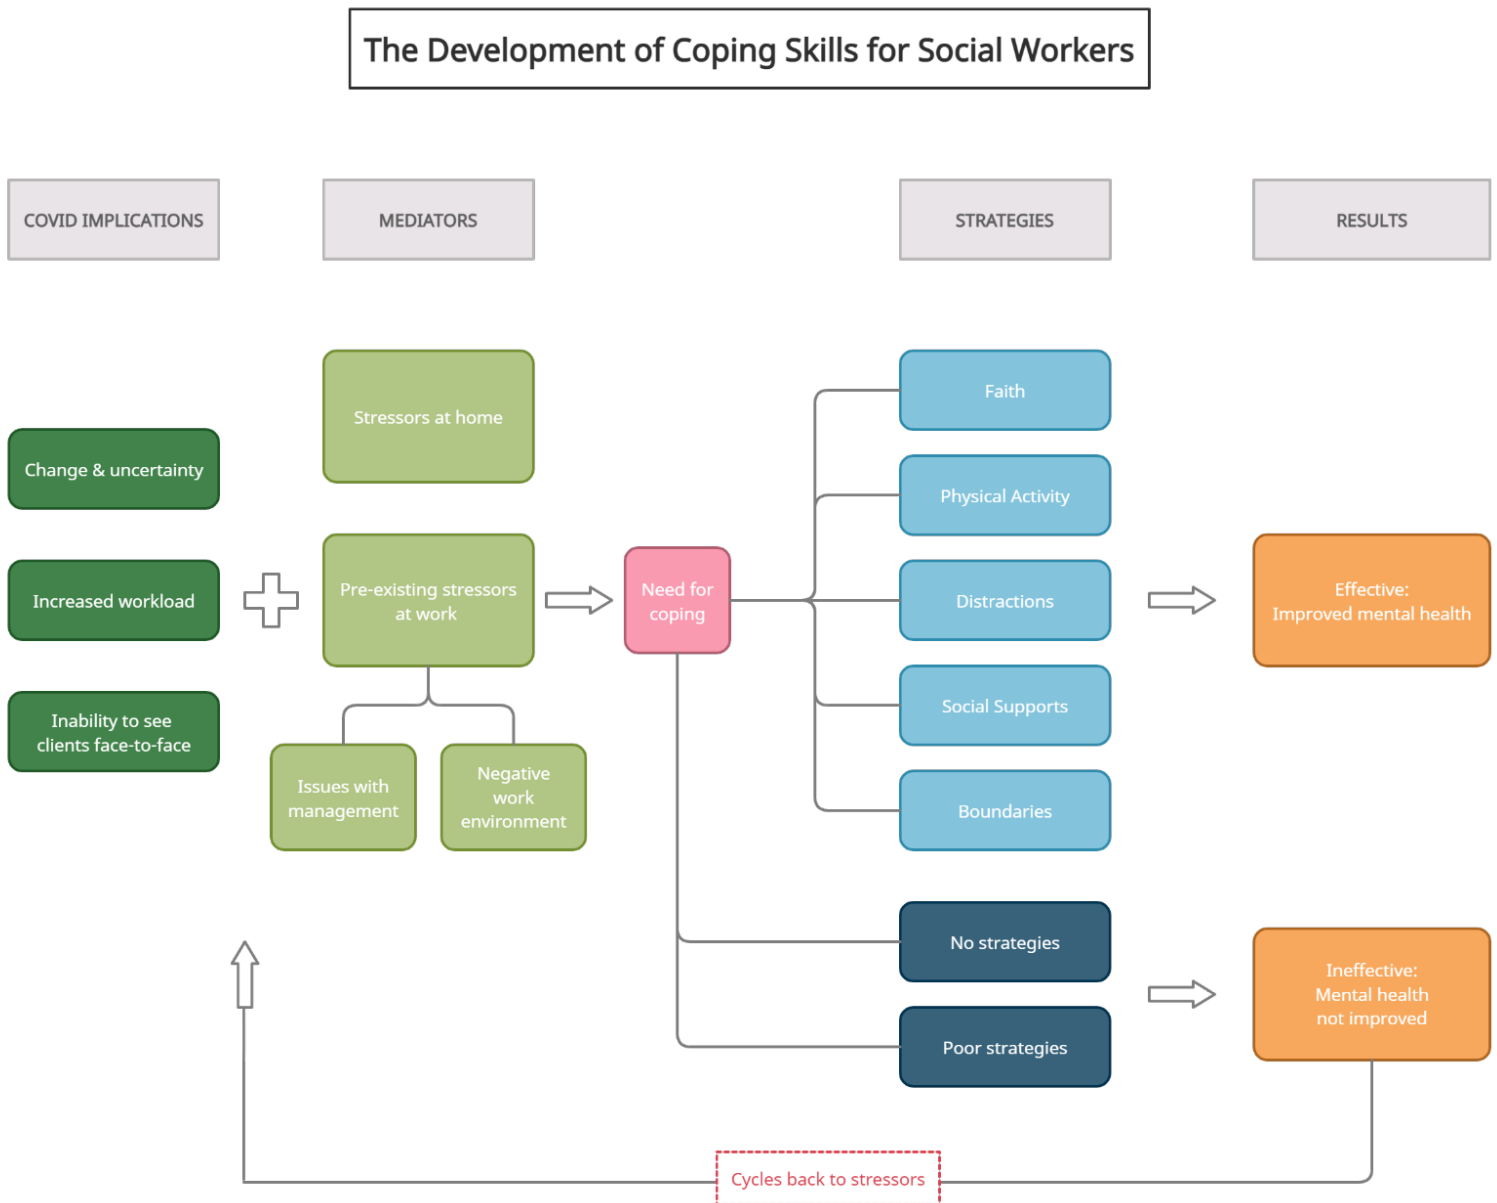 The Development of Coping Skills for Social Workers
COVID IMPLICATIONS
MEDIATORS
STRATEGIES
RESULTS
Change & uncertainty
Increased workload
Inability to see
clients face-to-face
Stressors at home
Pre-existing stressors
at work
Issues with
management
Negative
work
environment
Need for
coping
Faith
Physical Activity
Distractions
Social Supports
Boundaries
No strategies
Poor strategies
Effective:
Improved mental health
Ineffective:
Mental health
not improved
Cycles back to stressors